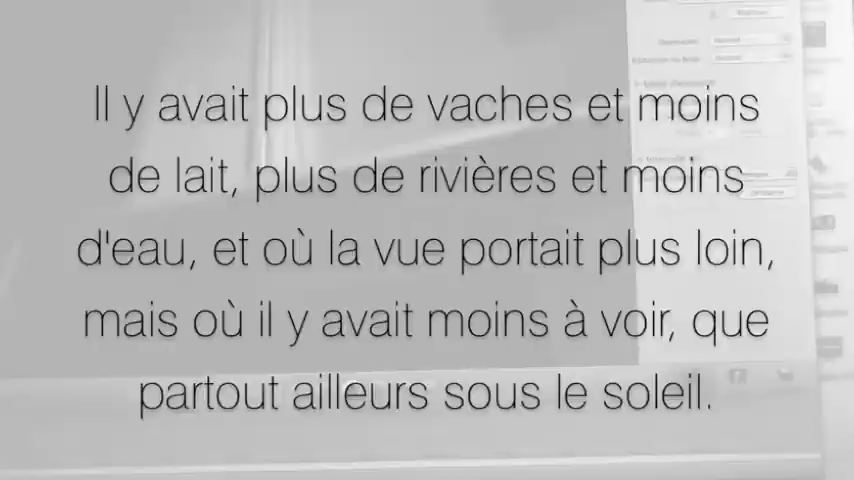 Il y avait plus de vaches et moins
de lait, plus de rivières et moins
d'eau, et où la vue portait plus loin,
mais où il y avait moins à voir, que
partout ailleurs sous le soleil.